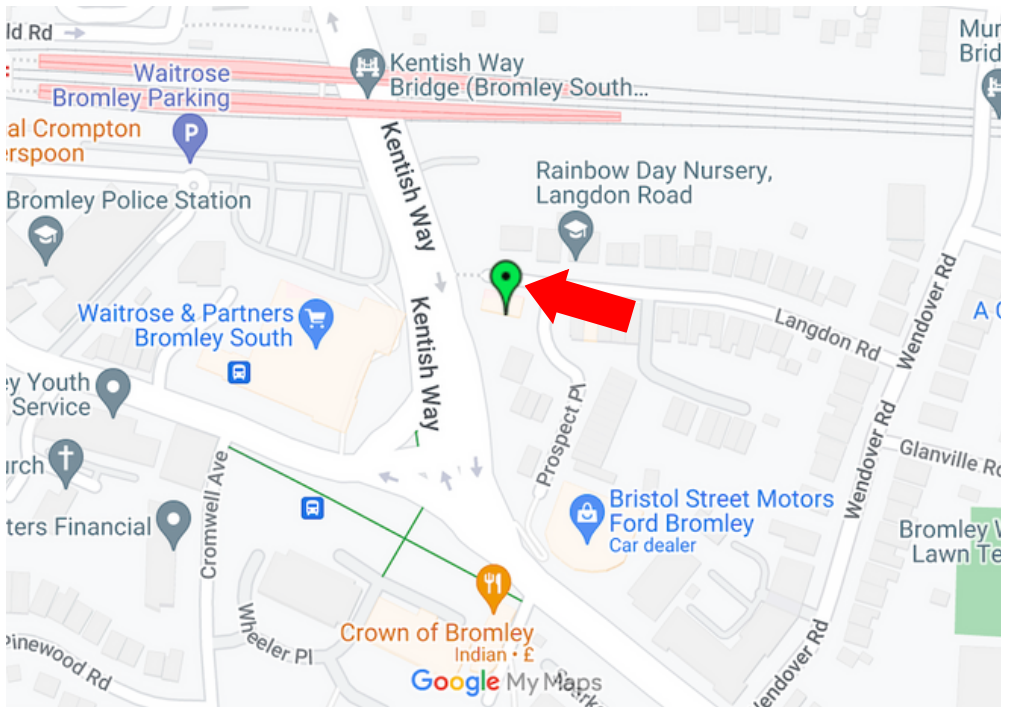 ld Rd
Kentish Way
Bridge (Bromley South...
Mur
Brid
Waitrose
Bromley Parking
P
al Crompton
erspoon
Kentish Way
Rainbow Day Nursery,
Langdon Road
Bromley Police Station
Wendover Rd
Waitrose & Partners
Bromley South
Kentish Way
Langdon Rd
A C
ey Youth
Service
Prospect Pl
Wendover Rd
Glanville Ro
urch
Cromwell Ave
Bristol Street Motors
Ford Bromley
Car dealer
ters Financial
Bromley W
Lawn Te
Crown of Bromley
Indian • £
Wheeler Pl
Pinewood Rd
Wendover Rd
Google My Maps